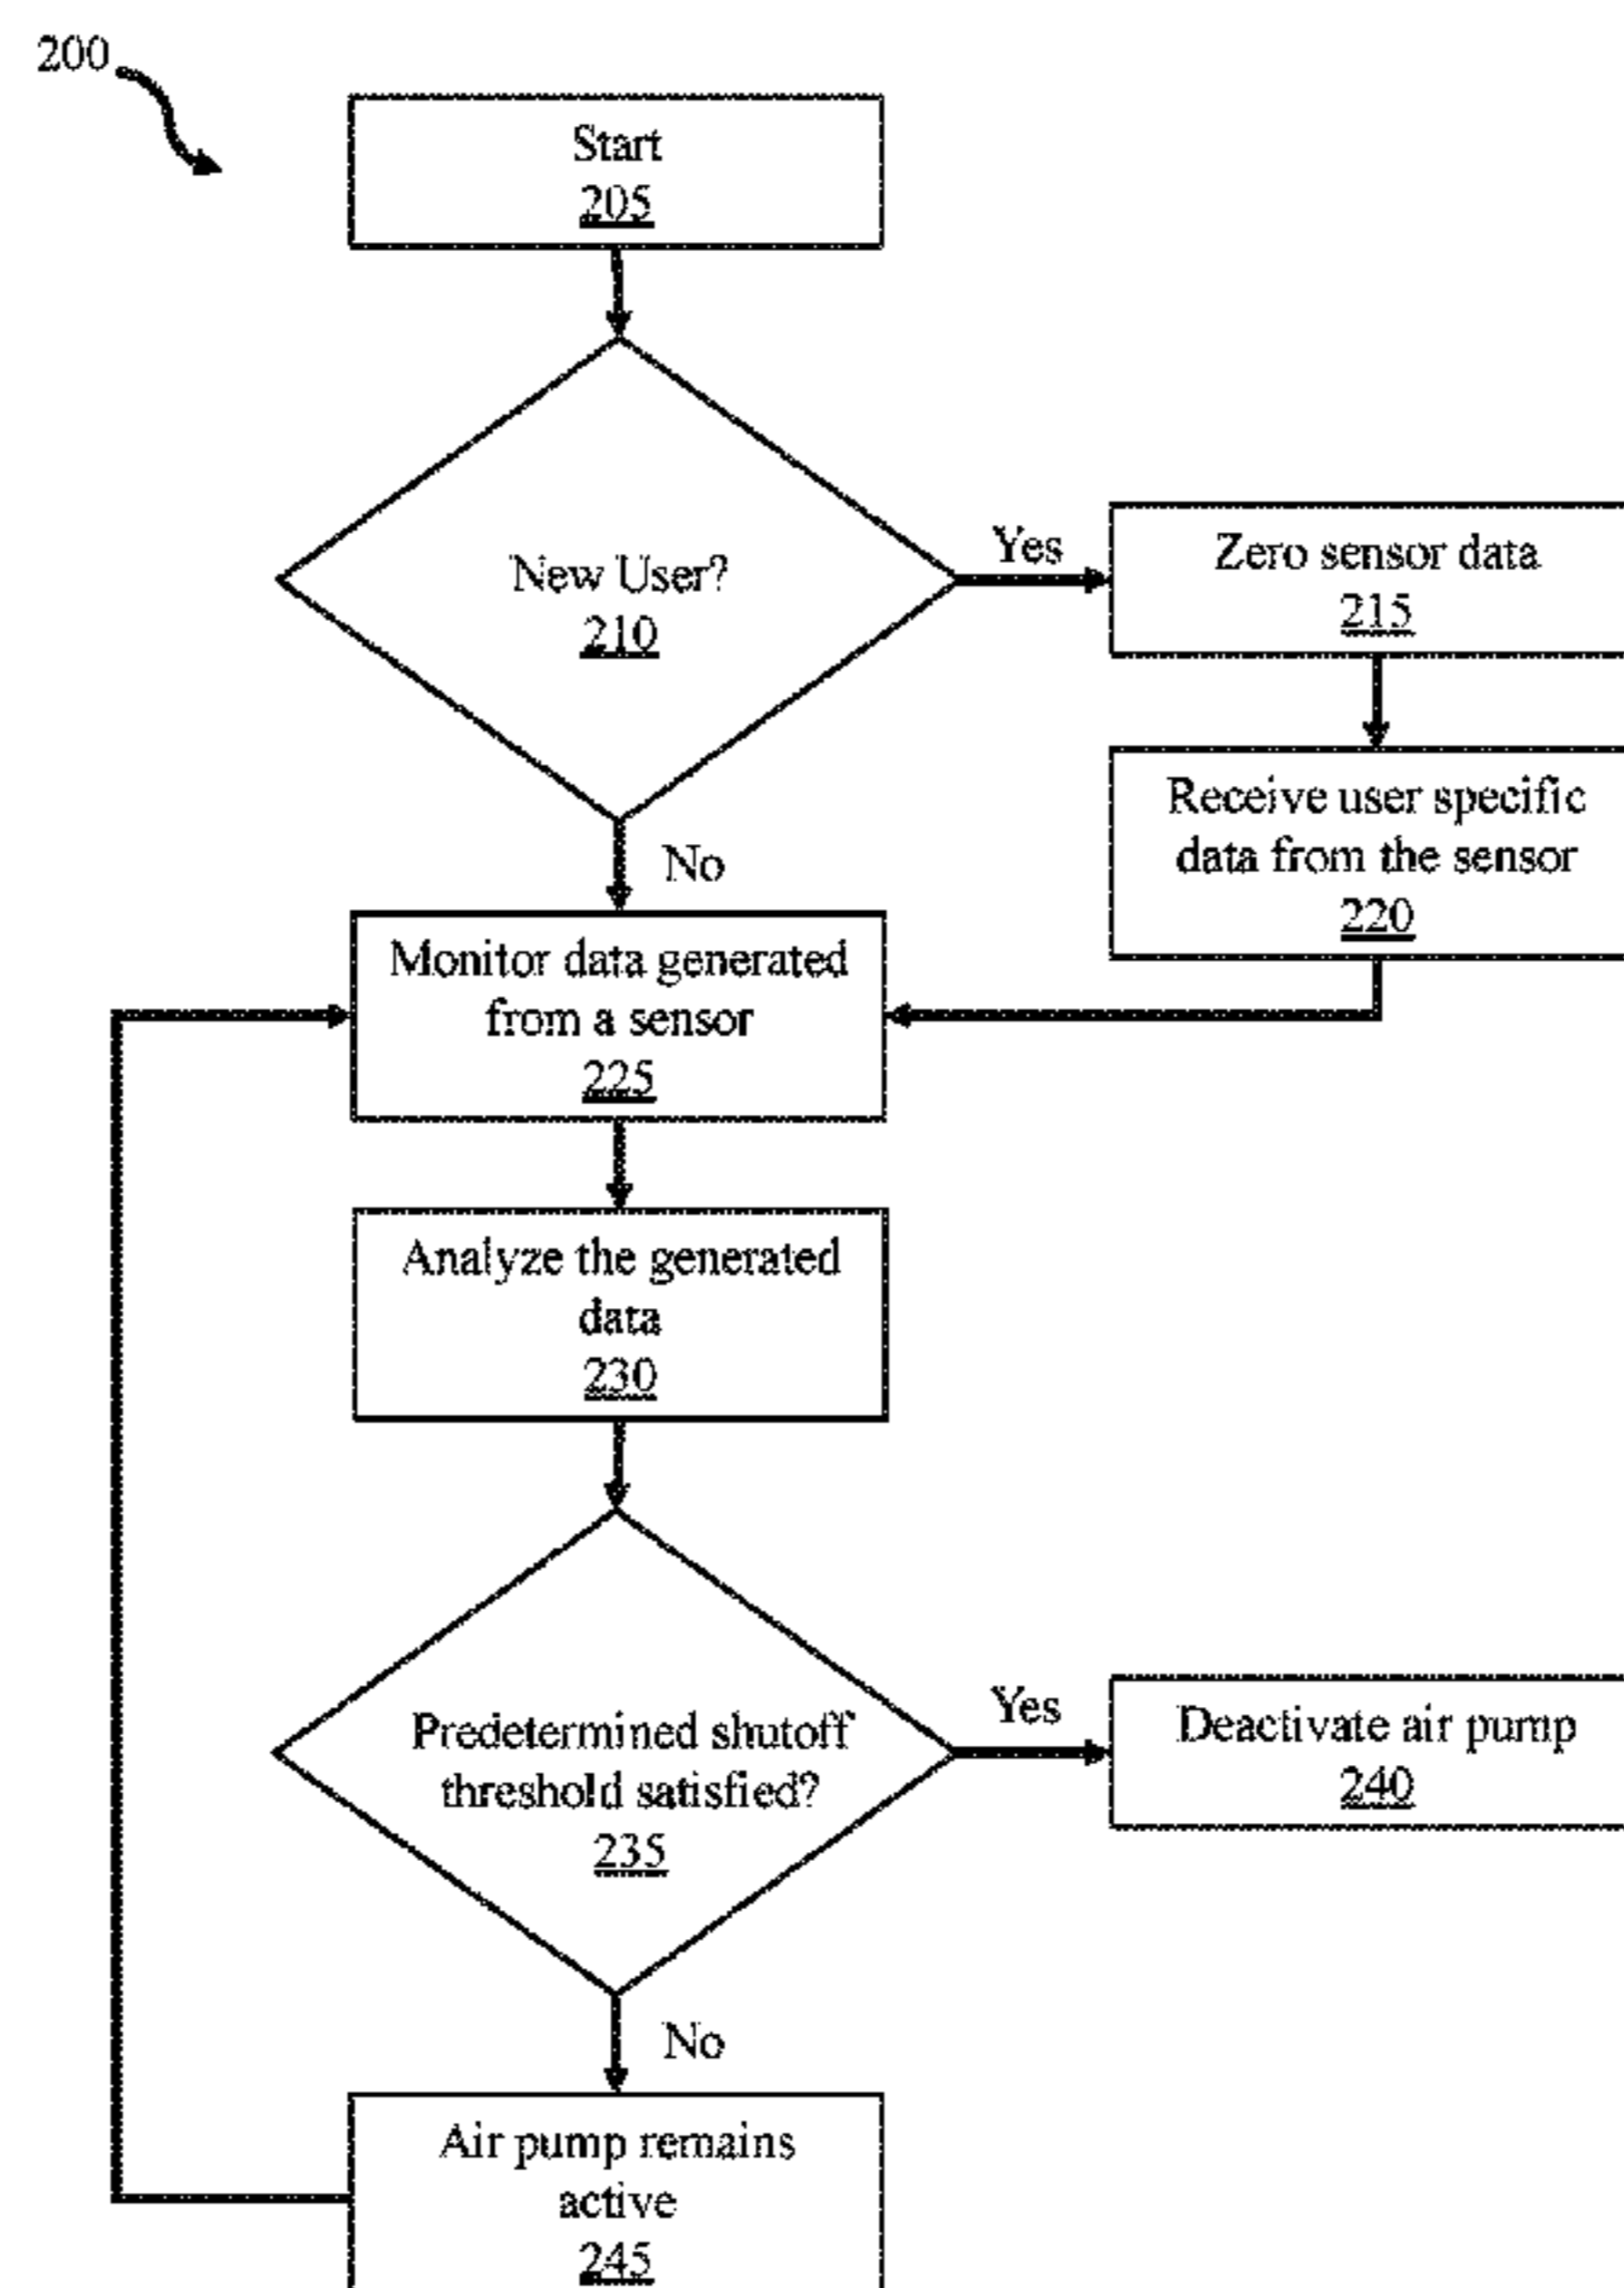 200
Start
205
New User?
210
Yes
Zero sensor data
215
Receive user specific
data from the sensor
220
No
Monitor data generated
from a sensor
225
Analyze the generated
data
230
Predetermined shutoff
threshold satisfied?
235
Yes
Deactivate air pump
240
No
Air pump remains
active
245